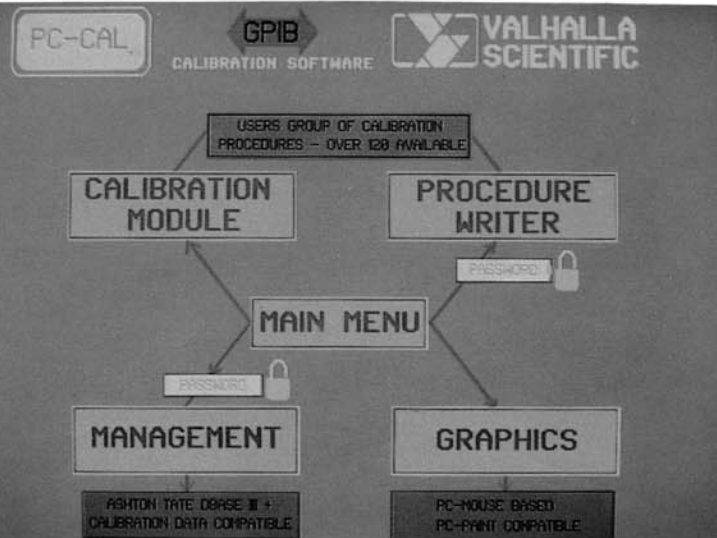 PC-CAL
GPIB
CALIBRATION SOFTWARE
VALHALLA
SCIENTIFIC
USERS GROUP OF CALIBRATION
PROCEDURES - OVER 120 AVAILABLE
CALIBRATION
MODULE
PROCEDURE
WRITER
PASSWORD
MAIN MENU
PASSWORD
MANAGEMENT
GRAPHICS
ASHTON TATE DBASE III +
CALIBRATION DATA COMPATIBLE
PC-MOUSE BASED
PC-PAINT COMPATIBLE